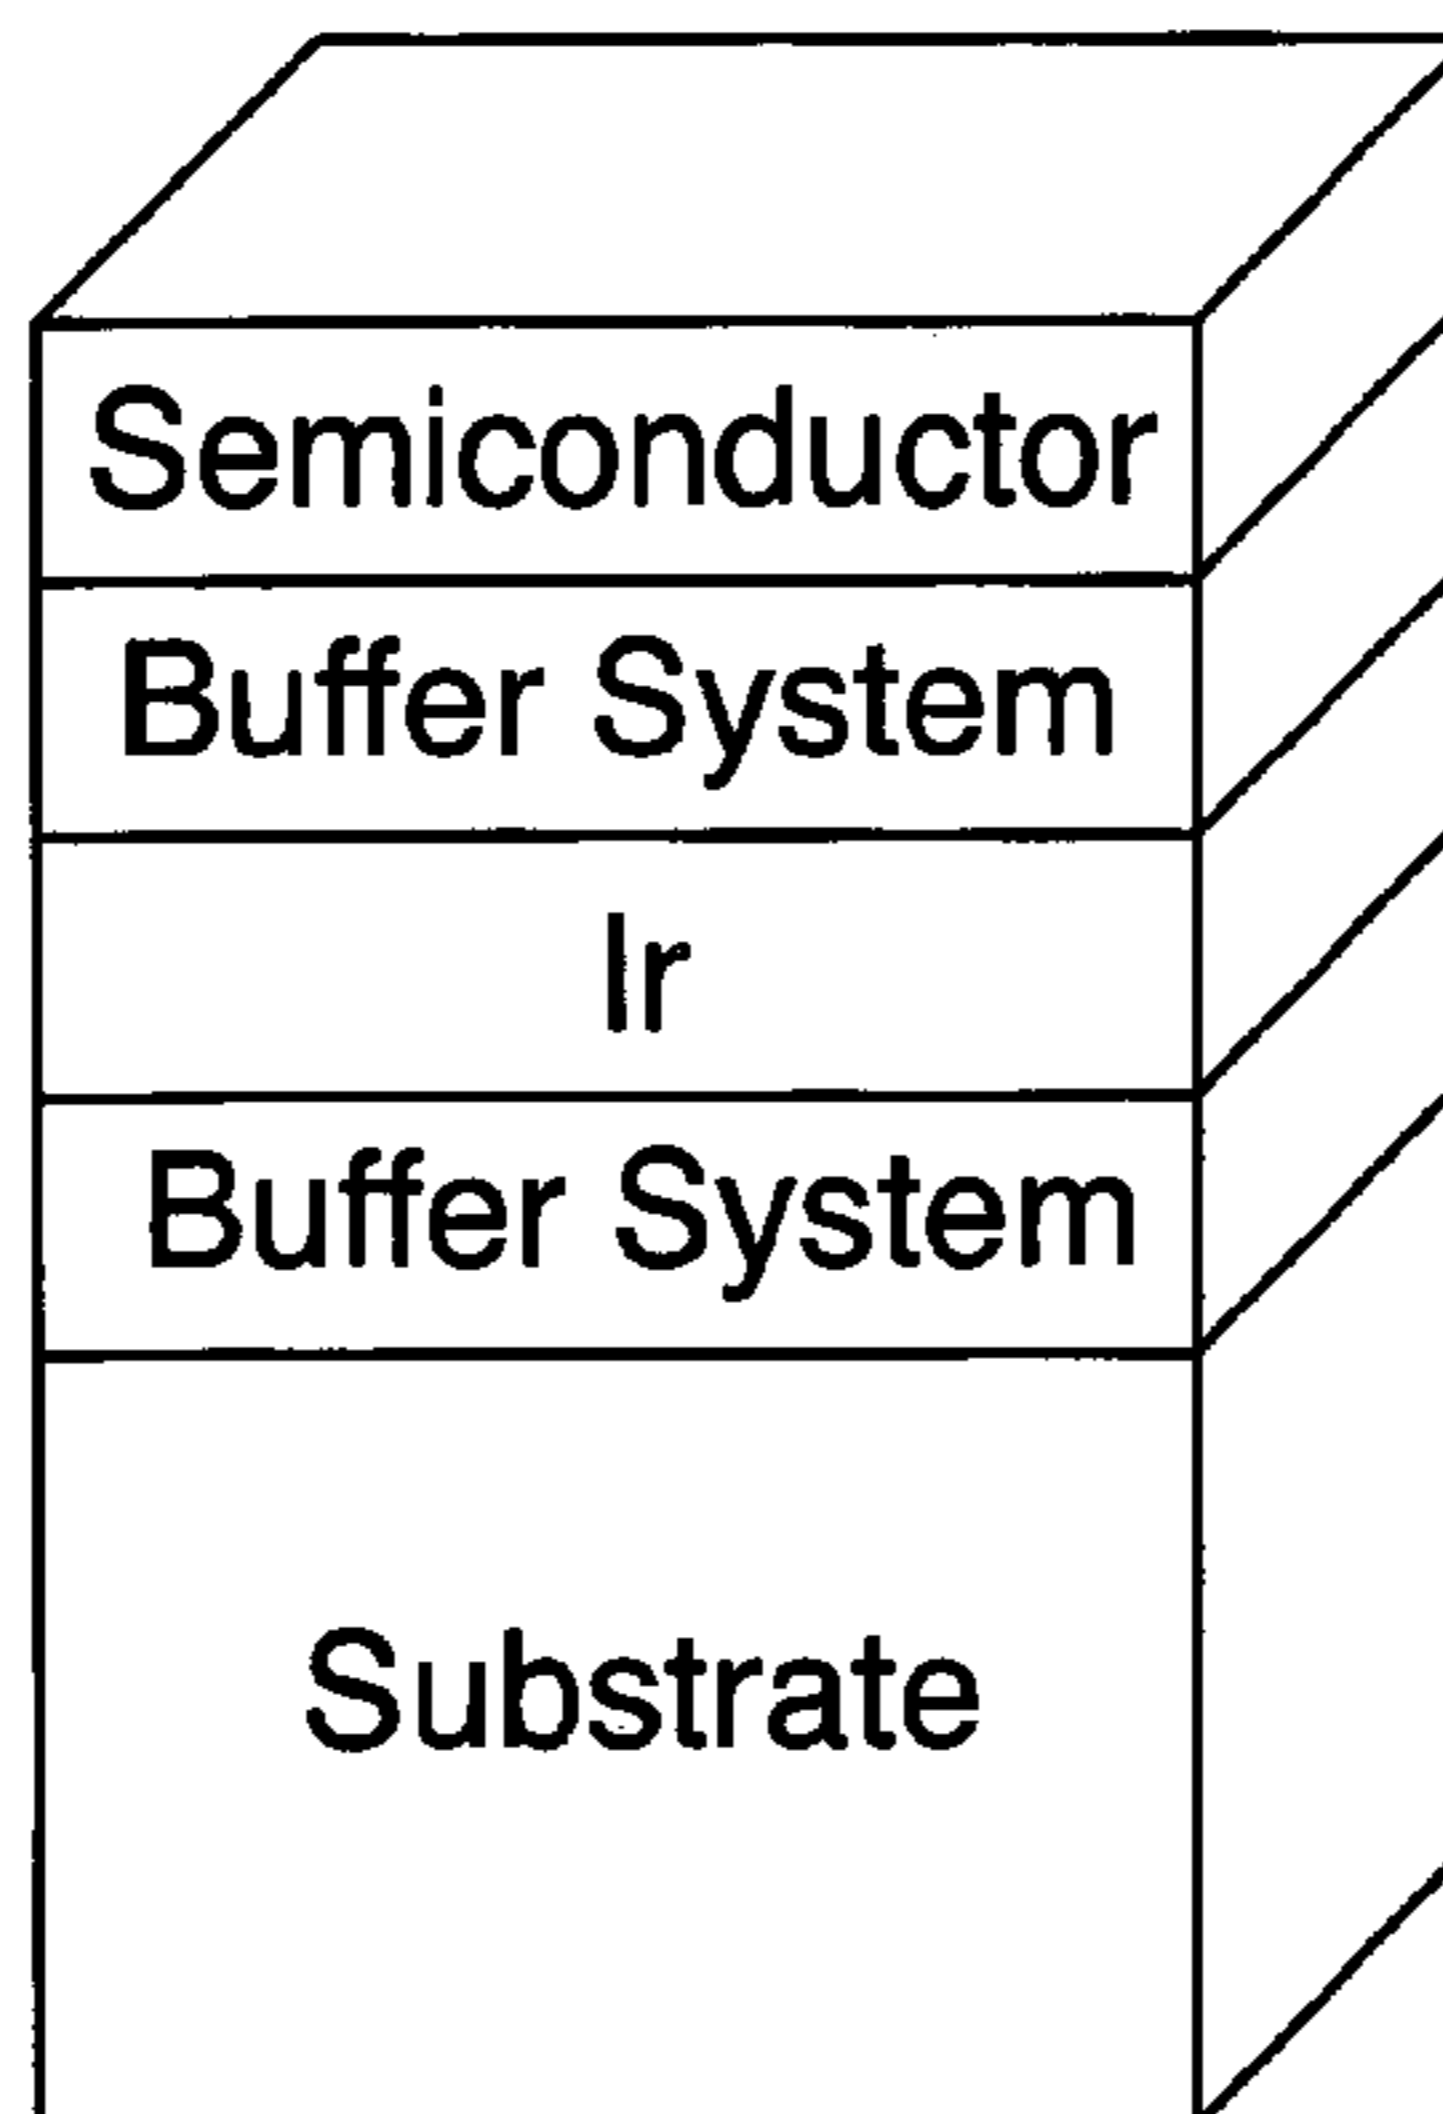 Semiconductor
Buffer System
Ir
Buffer System
Substrate